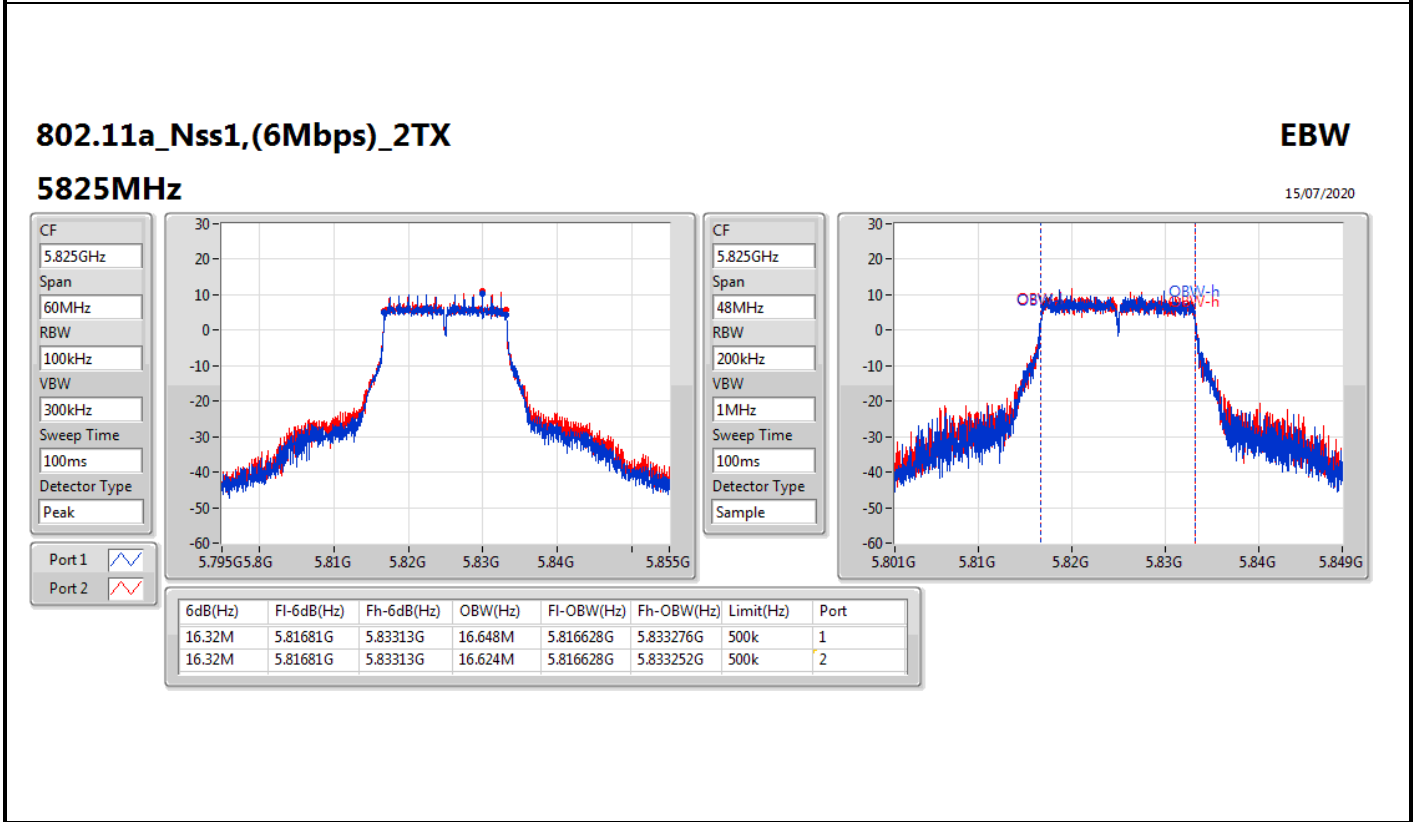 802.11a_Nss1,(6Mbps)_2TX
EBW
5825MHz
15/07/2020
CF
5.825GHz
Span
60MHz
RBW
100kHz
VBW
300kHz
Sweep Time
100ms
Detector Type
Peak
Port 1
Port 2
30
20
10
0
-10
-20
-30
-40
-50
-60
5.795G 5.8G 5.81G 5.82G 5.83G 5.84G 5.855G
CF
5.825GHz
Span
48MHz
RBW
200kHz
VBW
1MHz
Sweep Time
100ms
Detector Type
Sample
30
20
10
0
-10
-20
-30
-40
-50
-60
OBW-h
OBW-h
5.801G 5.81G 5.82G 5.83G 5.84G 5.849G
6dB(Hz) Fl-6dB(Hz) Fh-6dB(Hz) OBW(Hz) Fl-OBW(Hz) Fh-OBW(Hz) Limit(Hz) Port
16.32M 5.81681G 5.83313G 16.648M 5.816628G 5.833276G 500k 1
16.32M 5.81681G 5.83313G 16.624M 5.816628G 5.833252G 500k 2